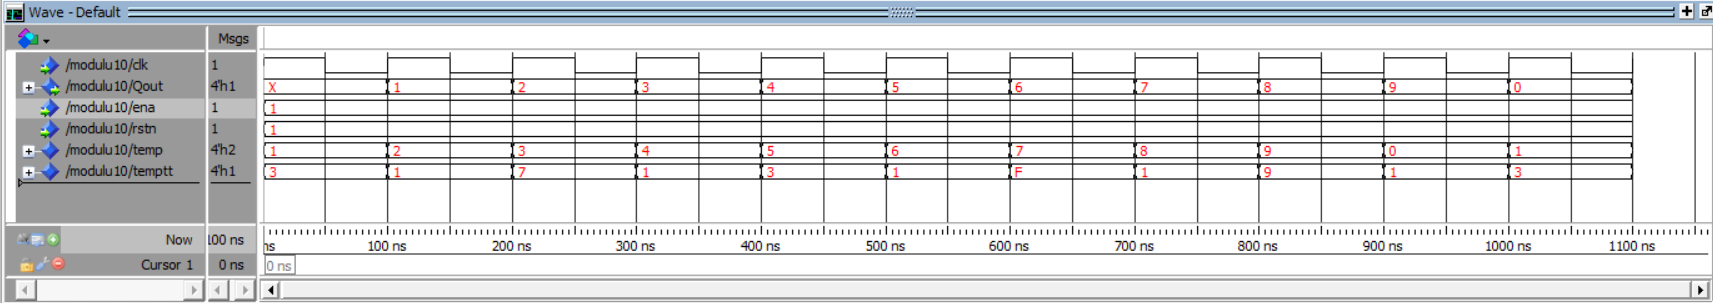 Wave - Default
Msgs
/modulu10/clk 1
/modulu10/Qout 4'h1 X 1 2 3 4 5 6 7 8 9 0
/modulu10/ena 1 1
/modulu10/rstn 1 1
/modulu10/temp 4'h2 1 2 3 4 5 6 7 8 9 0 1
/modulu10/temptt 4'h1 3 1 7 1 3 1 F 1 9 1 3
Now 100 ns ns 100 ns 200 ns 300 ns 400 ns 500 ns 600 ns 700 ns 800 ns 900 ns 1000 ns 1100 ns
Cursor 1 0 ns 0 ns